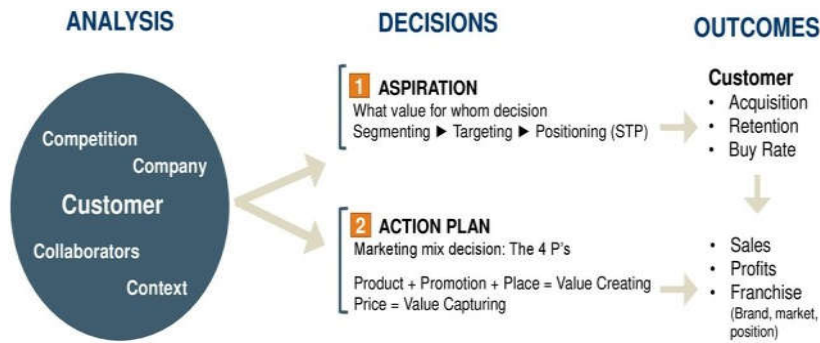 ANALYSIS
Competition
Company
Customer
Collaborators
Context
DECISIONS
1 ASPIRATION
What value for whom decision
Segmenting ► Targeting ► Positioning (STP)
2 ACTION PLAN
Marketing mix decision: The 4 P's
Product + Promotion + Place = Value Creating
Price = Value Capturing
OUTCOMES
Customer
• Acquisition
• Retention
• Buy Rate
• Sales
• Profits
• Franchise
(Brand, market,
position)